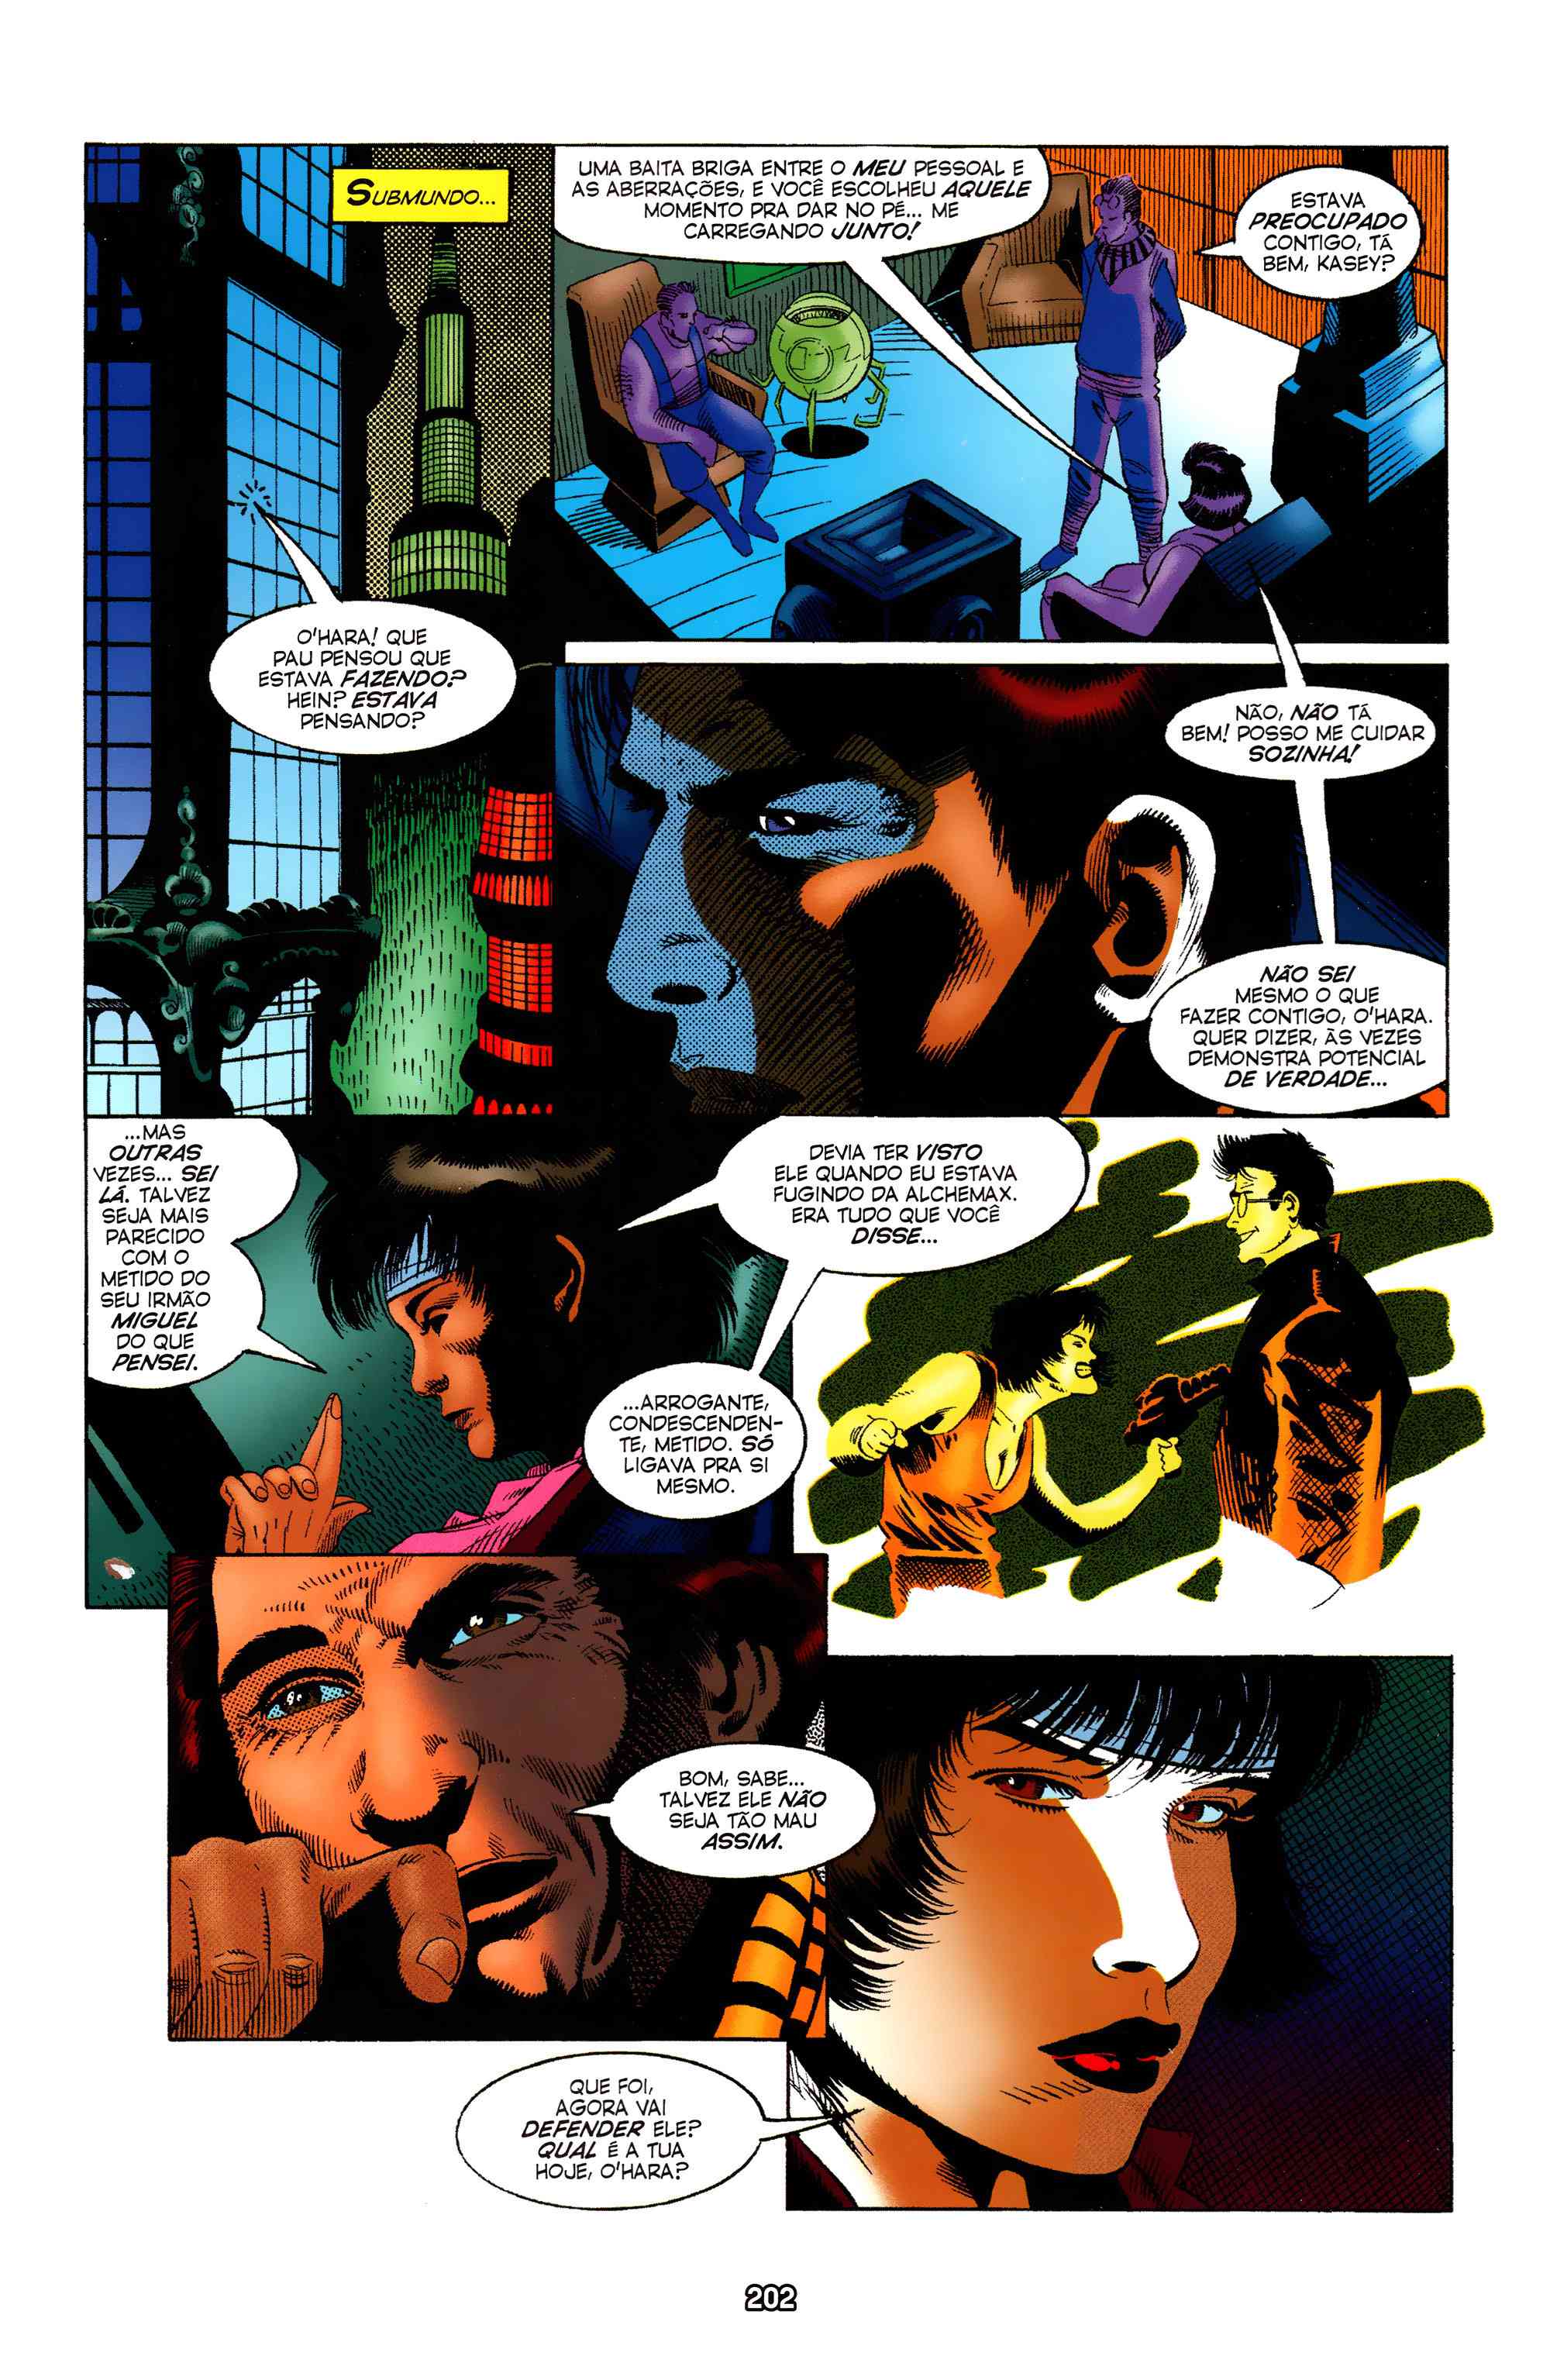 SUBMUNDO...
O'HARA! QUE
PAU PENSOU QUE
ESTAVA FAZENDO?
HEIN? ESTAVA
PENSANDO?
UMA BAITA BRIGA ENTRE O MEU PESSOAL E
AS ABERRAÇÕES, E VOCÊ ESCOLHEU AQUELE
MOMENTO PRA DAR NO PÉ... ME
CARREGANDO JUNTO!
ESTAVA
PREOCUPADO
CONTIGO, TÁ
BEM, KASEY?
NÃO, NÃO TÁ
BEM! POSSO ME CUIDAR
SOZINHA!
NÃO SEI
MESMO O QUE
FAZER CONTIGO, O'HARA.
QUER DIZER, ÀS VEZES
DEMONSTRA POTENCIAL
DE VERDADE...
...MAS
OUTRAS
VEZES... SEI
LÁ. TALVEZ
SEJA MAIS
PARECIDO
COM O
METIDO DO
SEU IRMÃO
MIGUEL
DO QUE
PENSEI.
DEVIA TER VISTO
ELE QUANDO EU ESTAVA
FUGINDO DA ALCHEMAX.
ERA TUDO QUE VOCÊ
DISSE...
...ARROGANTE,
CONDESCENDEN-
TE, METIDO. SÓ
LIGAVA PRA SI
MESMO.
BOM, SABE...
TALVEZ ELE NÃO
SEJA TÃO MAU
ASSIM.
QUE FOI,
AGORA VAI
DEFENDER ELE?
QUAL É A TUA
HOJE, O'HARA?
202